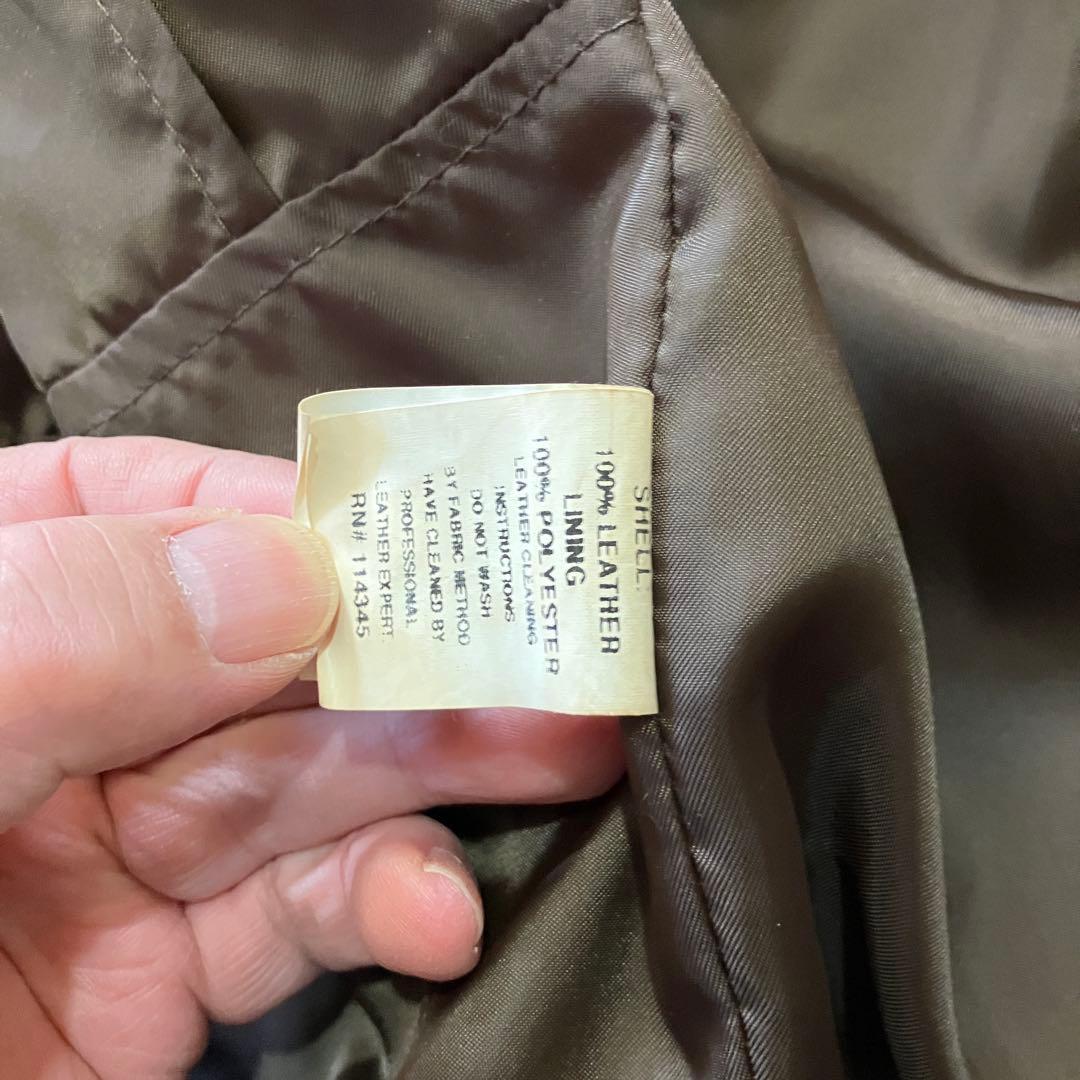 SHELL:
100% LEATHER
LINING
100% POLYESTER
LEATHER CLEANING
INSTRUCTIONS
DO NOT WASH
BY FABRIC METHOD
HAVE CLEANED BY
PROFESSIONAL
LEATHER EXPERT.
RN# 114345